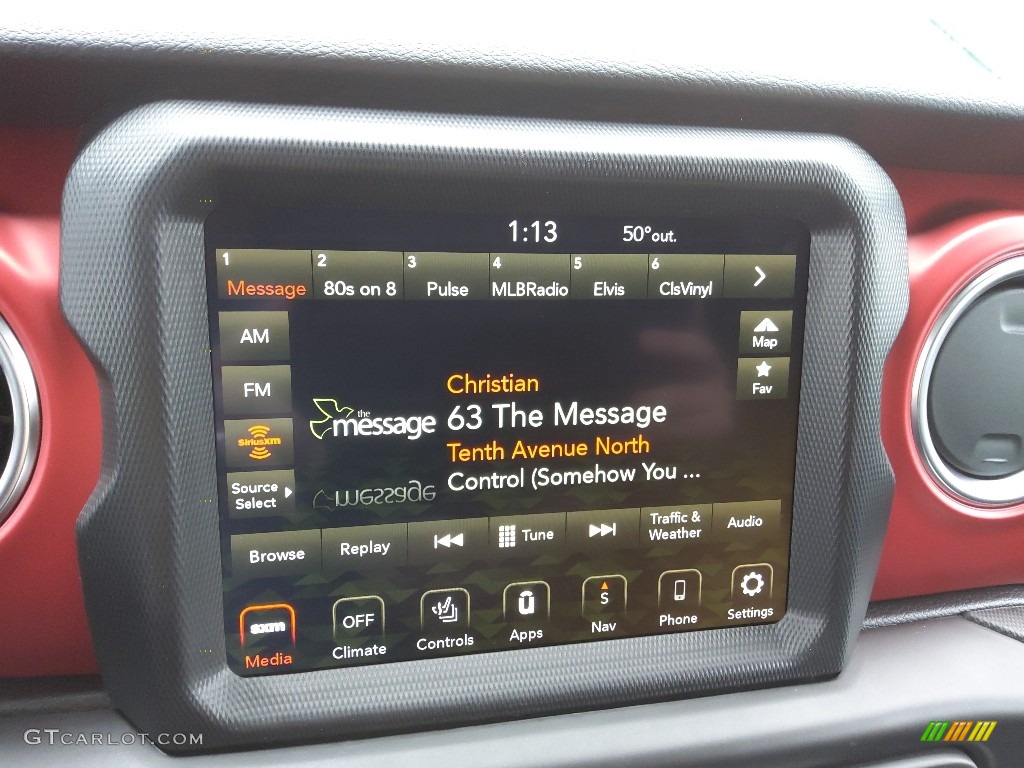 1:13 50°out.
1 2 3 4 5 6
Message 80s on 8 Pulse MLBRadio Elvis ClsVinyl
AM
FM
SiriusXM
Source
Select
Map
Fav
the
message
Christian
63 The Message
Tenth Avenue North
Control (Somehow You ...
message
Browse Replay Tune Traffic &
Weather Audio
sxm OFF S
Media Climate Controls Apps Nav Phone Settings
GTCARLOT.COM